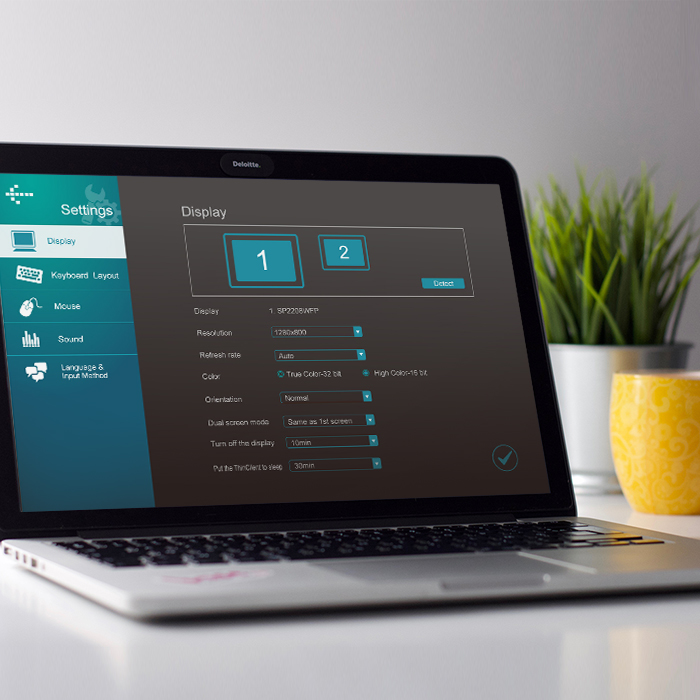 Deloitte.
Settings
Display
Keyboard Layout
Mouse
Sound
Language &
Input Method
Display
1
2
Detect
Display 1. SP2208WFP
Resolution 1280x800
Refresh rate Auto
Color True Color-32 bit High Color-16 bit
Orientation Normal
Dual screen mode Same as 1st screen
Turn off the display 10min
Put the ThinClient to sleep 30min